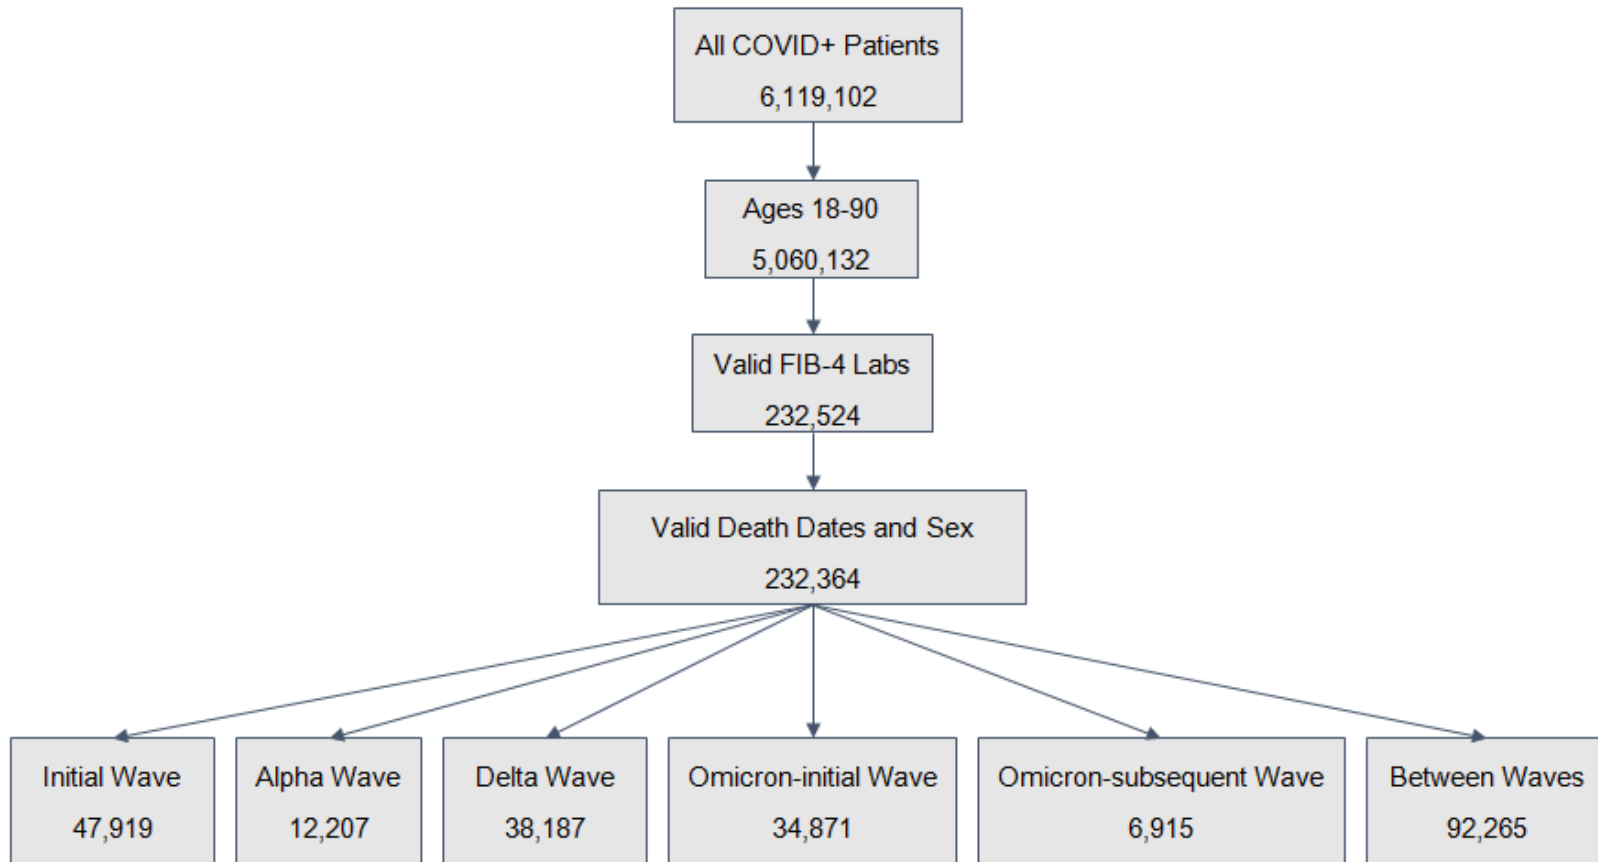 All COVID+ Patients
6,119,102
Ages 18-90
5,060,132
Valid FIB-4 Labs
232,524
Valid Death Dates and Sex
232,364
Initial Wave
47,919
Alpha Wave
12,207
Delta Wave
38,187
Omicron-initial Wave
34,871
Omicron-subsequent Wave
6,915
Between Waves
92,265